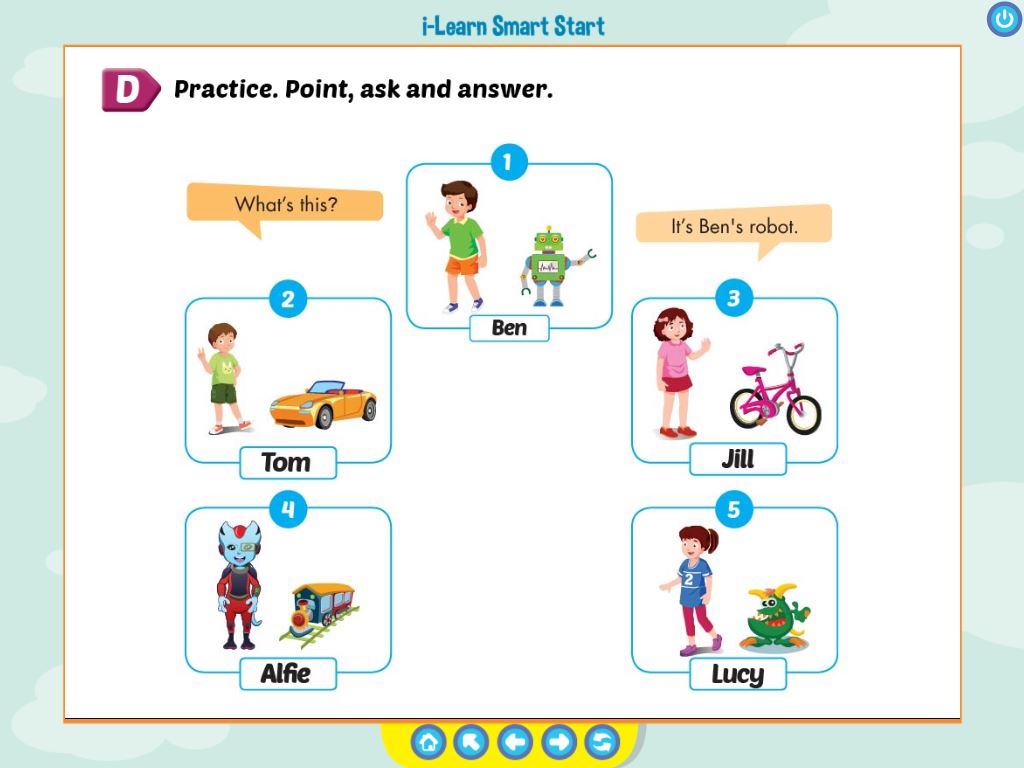 i-Learn Smart Start
D Practice. Point, ask and answer.
1
What's this?
It's Ben's robot.
Ben
2
3
Tom
Jill
4
5
2
Alfie
Lucy